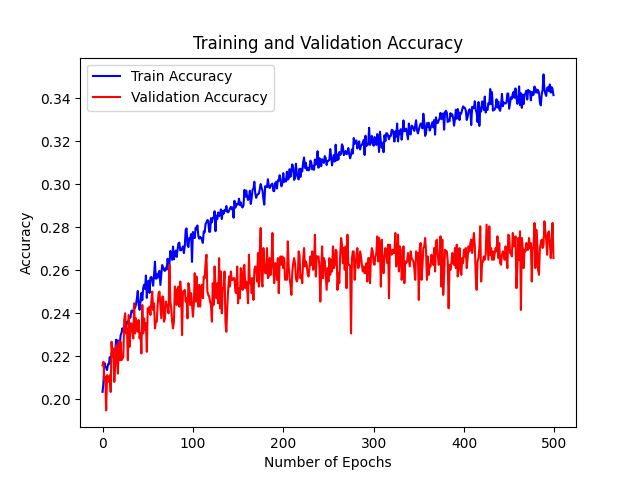 Training and Validation Accuracy
Train Accuracy
Validation Accuracy
Accuracy
0.34
0.32
0.30
0.28
0.26
0.24
0.22
0.20
0 100 200 300 400 500
Number of Epochs